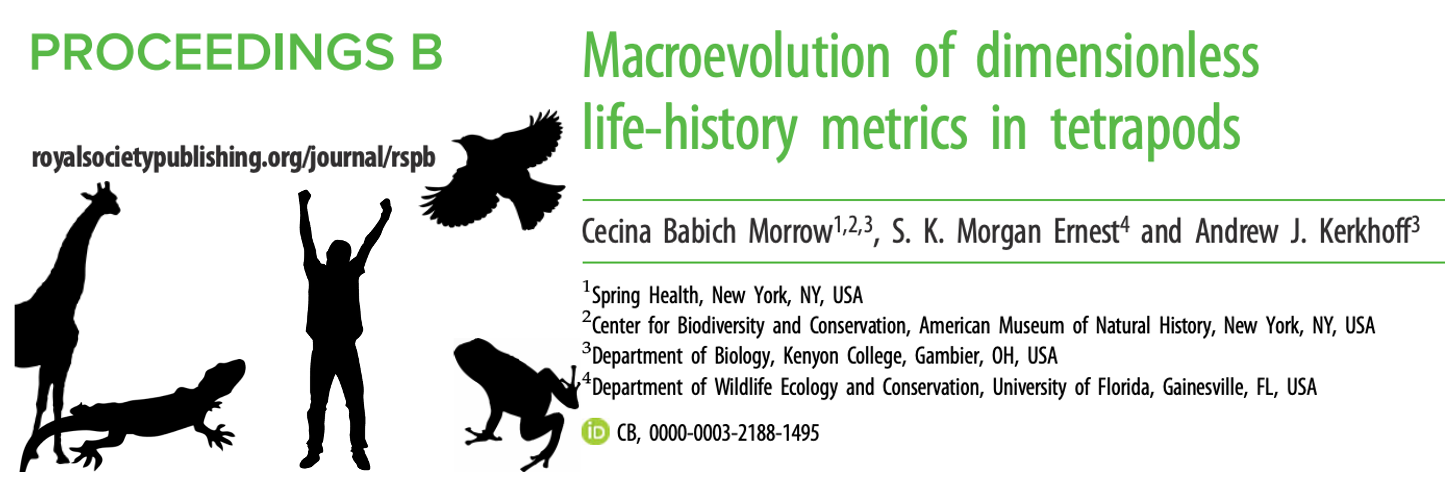 PROCEEDINGS B
royalsocietypublishing.org/journal/rspb
Macroevolution of dimensionless
life-history metrics in tetrapods
Cecina Babich Morrow1,2,3, S. K. Morgan Ernest4 and Andrew J. Kerkhoff3
1Spring Health, New York, NY, USA
2Center for Biodiversity and Conservation, American Museum of Natural History, New York, NY, USA
3Department of Biology, Kenyon College, Gambier, OH, USA
4Department of Wildlife Ecology and Conservation, University of Florida, Gainesville, FL, USA
iD CB, 0000-0003-2188-1495